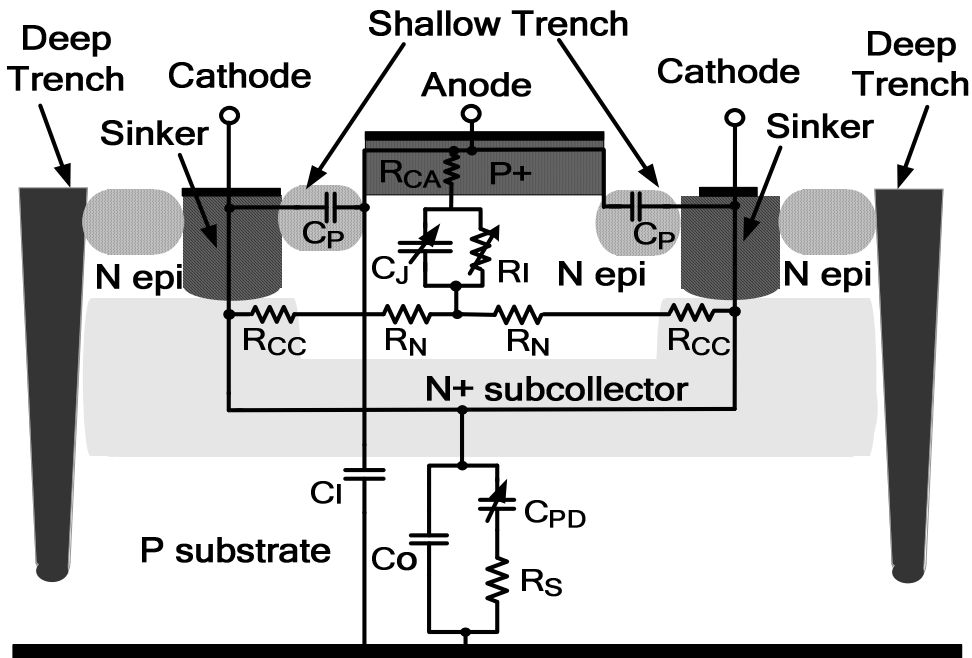 Deep
Trench
Shallow Trench
Deep
Trench
Cathode
Anode
Cathode
Sinker
Sinker
RCA
P+
CP
CP
N epi
CJ
RI
N epi
N epi
RCC
RN
RN
RCC
N+ subcollector
CI
CPD
P substrate
Co
RS